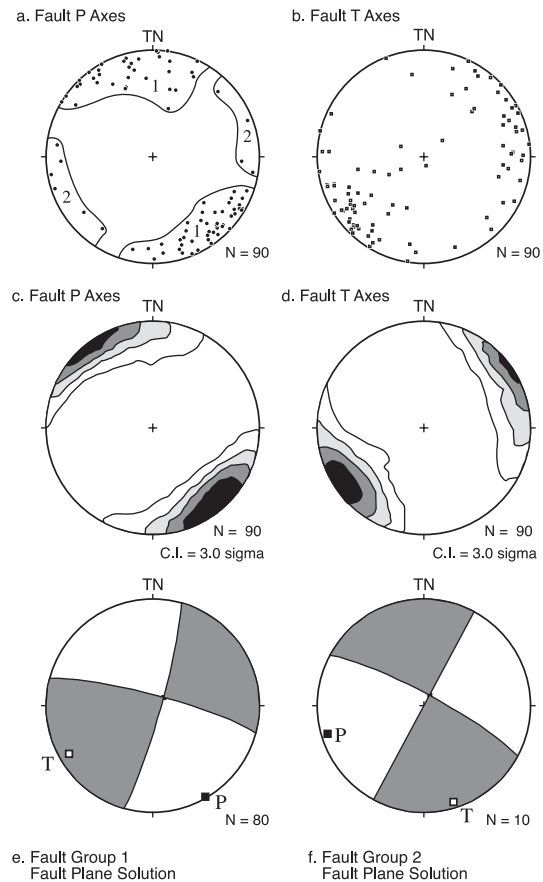 a. Fault P Axes
b. Fault T Axes
TN
TN
1
2
2
1
N = 90
N = 90
c. Fault P Axes
d. Fault T Axes
TN
TN
N = 90
C.I. = 3.0 sigma
N = 90
C.I. = 3.0 sigma
TN
TN
T
P
N = 80
P
T
N = 10
e. Fault Group 1
Fault Plane Solution
f. Fault Group 2
Fault Plane Solution